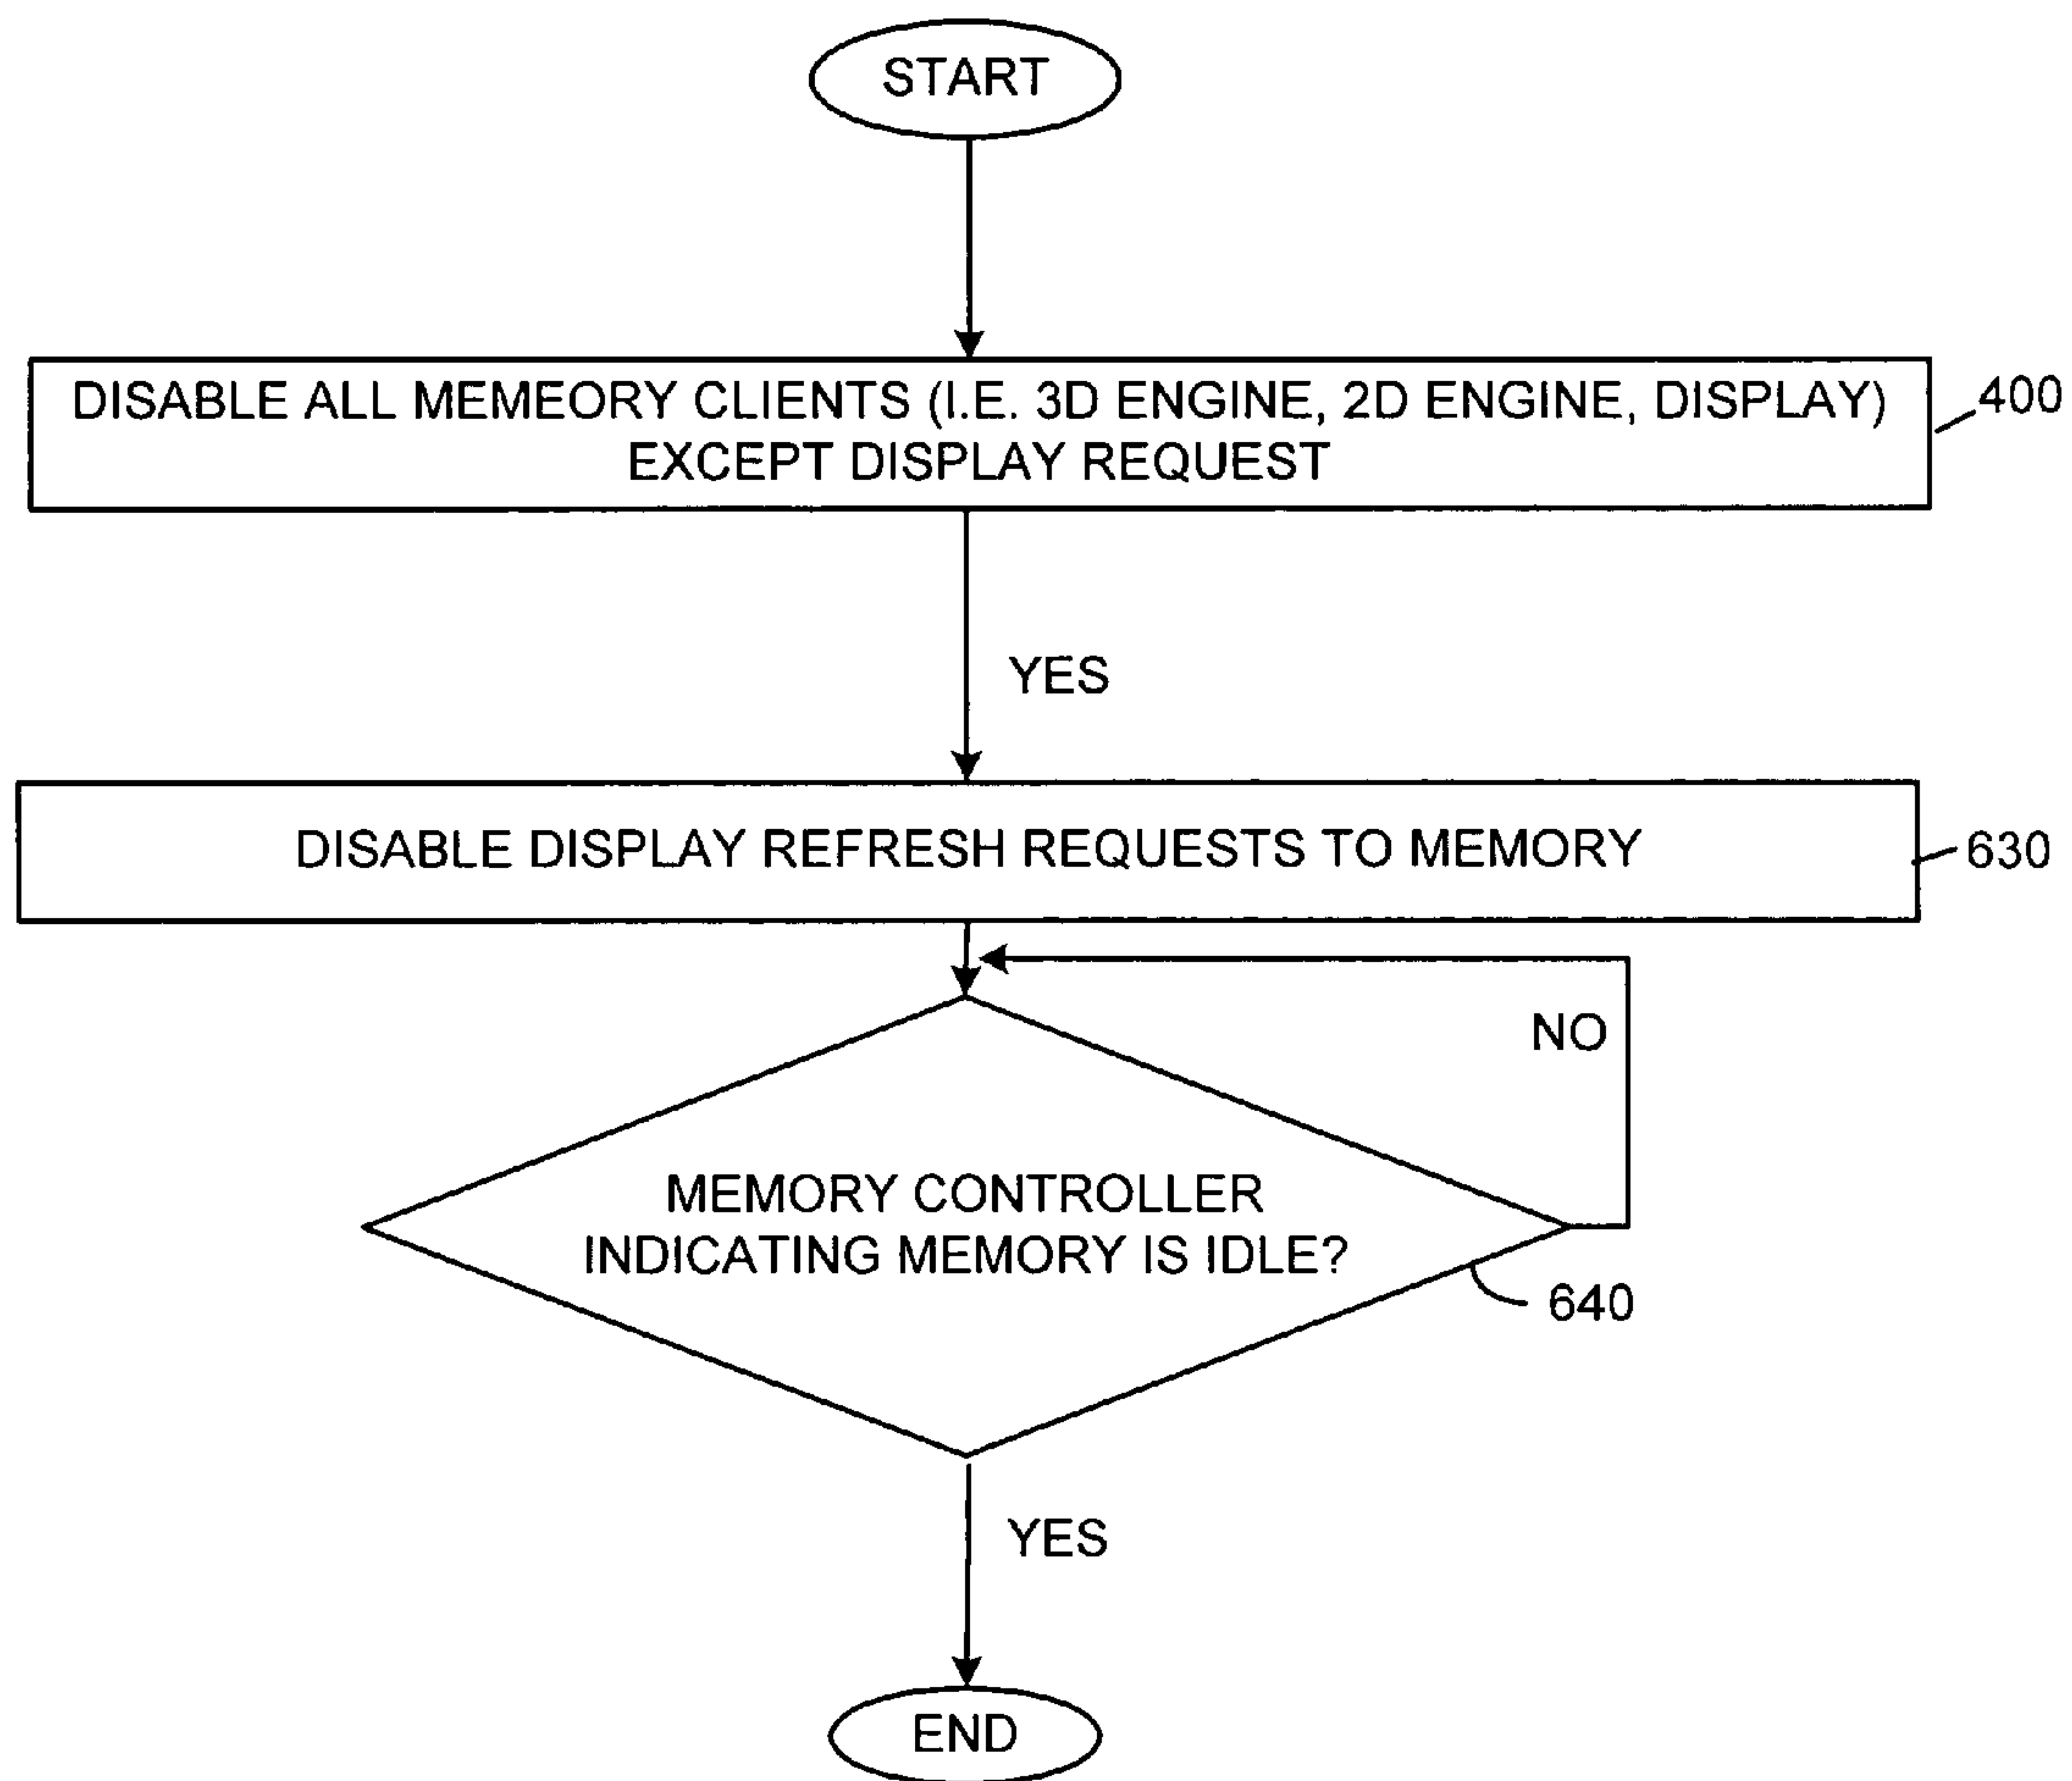 START
DISABLE ALL MEMEORY CLIENTS (I.E. 3D ENGINE, 2D ENGINE, DISPLAY)
EXCEPT DISPLAY REQUEST
400
YES
DISABLE DISPLAY REFRESH REQUESTS TO MEMORY
630
NO
MEMORY CONTROLLER
INDICATING MEMORY IS IDLE?
640
YES
END